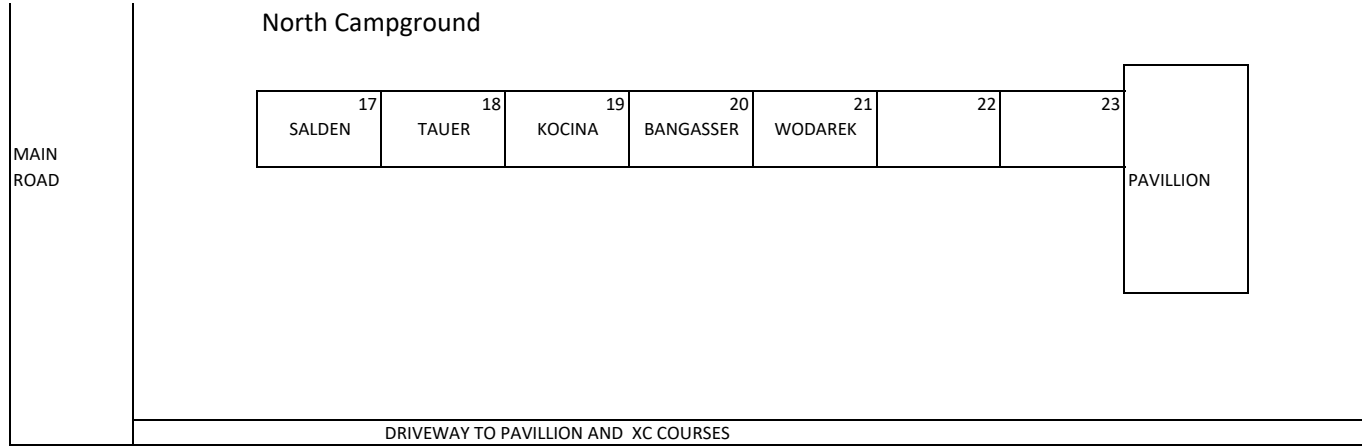 North Campground
17 18 19 20 21 22 23
SALDEN TAUER KOCINA BANGASSER WODAREK
MAIN
ROAD
PAVILLION
DRIVEWAY TO PAVILLION AND XC COURSES